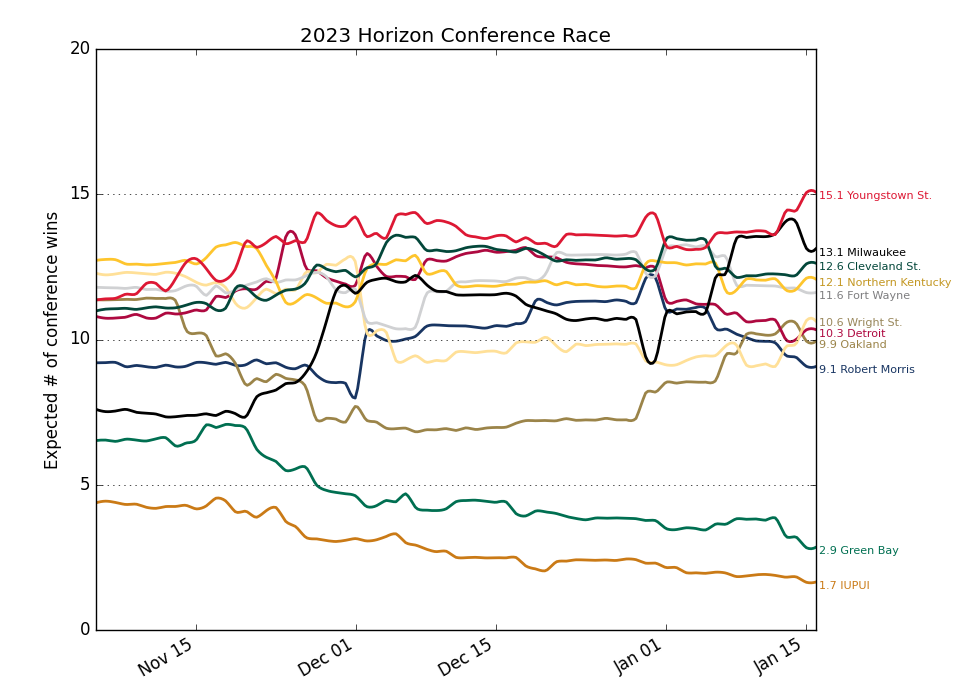 2023 Horizon Conference Race
Expected # of conference wins
20
15
10
5
0
15.1 Youngstown St.
13.1 Milwaukee
12.6 Cleveland St.
12.1 Northern Kentucky
11.6 Fort Wayne
10.6 Wright St.
10.3 Detroit
9.9 Oakland
9.1 Robert Morris
2.9 Green Bay
1.7 IUPUI
Nov 15
Dec 01
Dec 15
Jan 01
Jan 15